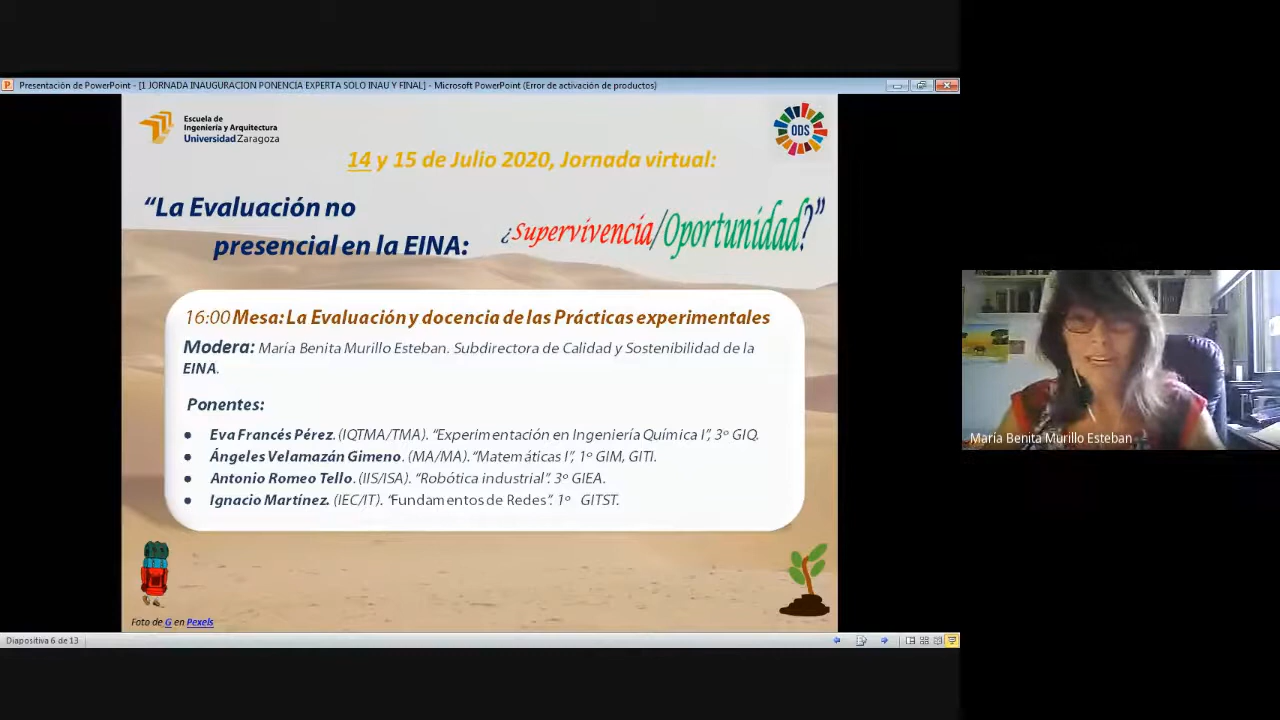 Presentación de PowerPoint - [1 JORNADA INAUGURACION PONENCIA EXPERTA SOLO INAU Y FINAL] - Microsoft PowerPoint (Error de activación de productos)
Escuela de
Ingeniería y Arquitectura
Universidad Zaragoza
ODS
14 y 15 de Julio 2020, Jornada virtual:
“La Evaluación no
presencial en la EINA:
¿Supervivencia/Oportunidad?”
16:00 Mesa: La Evaluación y docencia de las Prácticas experimentales
Modera: María Benita Murillo Esteban. Subdirectora de Calidad y Sostenibilidad de la
EINA.
Ponentes:
● Eva Francés Pérez. (IQTMA/TMA). “Experimentación en Ingeniería Química I”, 3º GIQ.
● Ángeles Velamazán Gimeno. (MA/MA). “Matemáticas I”, 1º GIM, GITI.
● Antonio Romeo Tello. (IIS/ISA). “Robótica industrial”. 3º GIEA.
● Ignacio Martínez. (IEC/IT). “Fundamentos de Redes”. 1º GITST.
María Benita Murillo Esteban
Foto de G en Pexels
Diapositiva 6 de 13